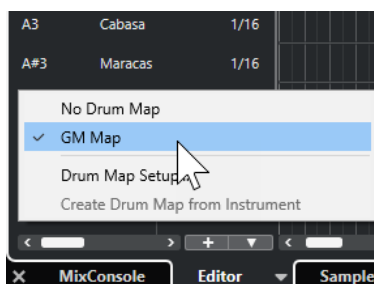 A3 Cabasa 1/16
A#3 Maracas 1/16
No Drum Map
✓ GM Map
Drum Map Setup
Create Drum Map from Instrument
< > + ▼ <
× MixConsole Editor ▼ Sample